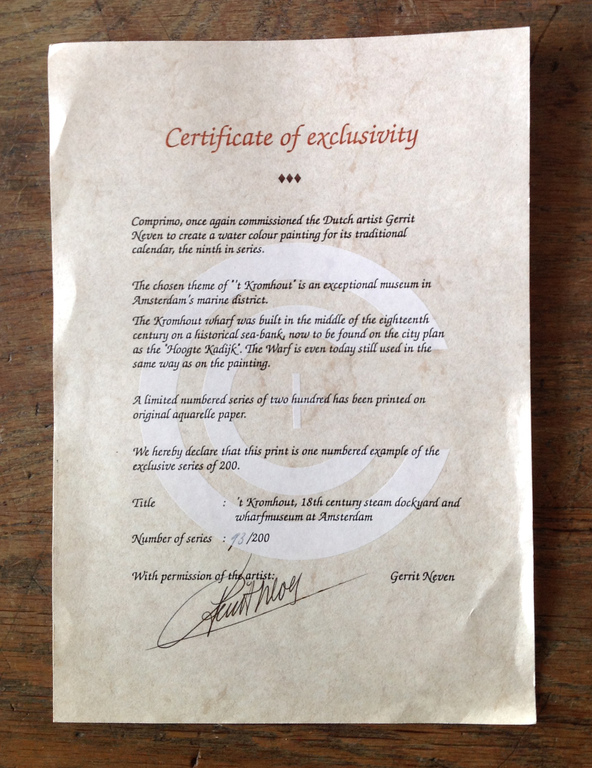 Certificate of exclusivity
Comprimo, once again commissioned the Dutch artist Gerrit
Neven to create a water colour painting for its traditional
calendar, the ninth in series.
The chosen theme of "'t Kromhout" is an exceptional museum in
Amsterdam's marine district.
The Kromhout wharf was built in the middle of the eighteenth
century on a historical sea-bank, now to be found on the city plan
as the "Hoogte Kadijk". The Warf is even today still used in the
same way as on the painting.
A limited numbered series of two hundred has been printed on
original aquarelle paper.
We hereby declare that this print is one numbered example of the
exclusive series of 200.
Title : 't Kromhout, 18th century steam dockyard and
wharfmuseum at Amsterdam
Number of series : /200
With permission of the artist: Gerrit Neven